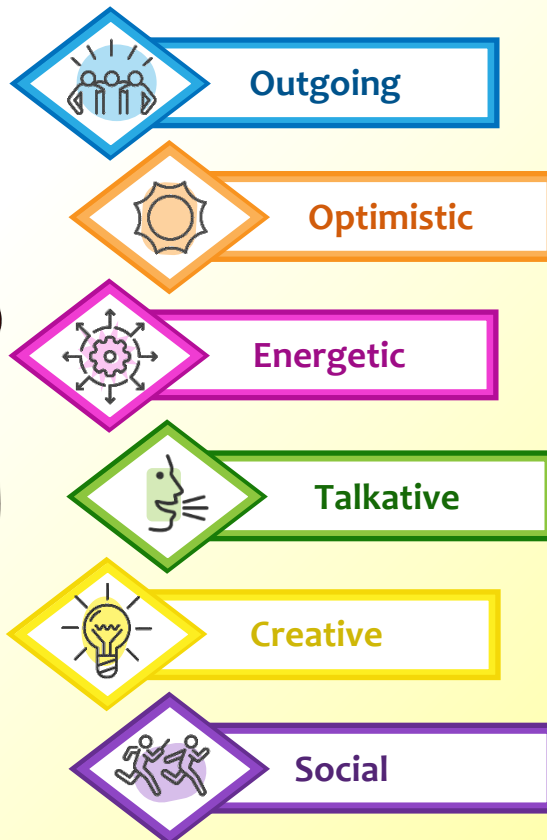 Outgoing
Optimistic
Energetic
Talkative
Creative
Social